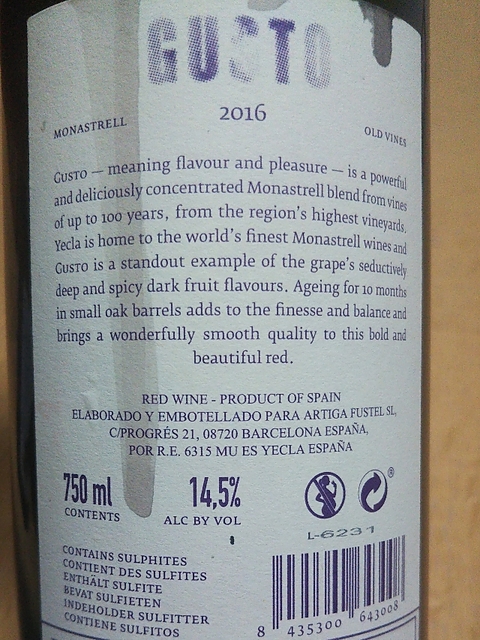 GUSTO
2016
MONASTRELL
OLD VINES
GUSTO — meaning flavour and pleasure — is a powerful
and deliciously concentrated Monastrell blend from vines
of up to 100 years, from the region's highest vineyards,
Yecla is home to the world's finest Monastrell wines and
GUSTO is a standout example of the grape's seductively
deep and spicy dark fruit flavours. Ageing for 10 months
in small oak barrels adds to the finesse and balance and
brings a wonderfully smooth quality to this bold and
beautiful red.
RED WINE - PRODUCT OF SPAIN
ELABORADO Y EMBOTELLADO PARA ARTIGA FUSTEL SL,
C/PROGRÉS 21, 08720 BARCELONA ESPAÑA,
POR R.E. 6315 MU ES YECLA ESPAÑA
750 ml
CONTENTS
14,5%
ALC BY VOL
®
L-6231
CONTAINS SULPHITES
CONTIENT DES SULFITES
ENTHÄLT SULFITE
BEVAT SULFIETEN
INDEHOLDER SULFITTER
CONTIENE SULFITOS
8 435300 643008